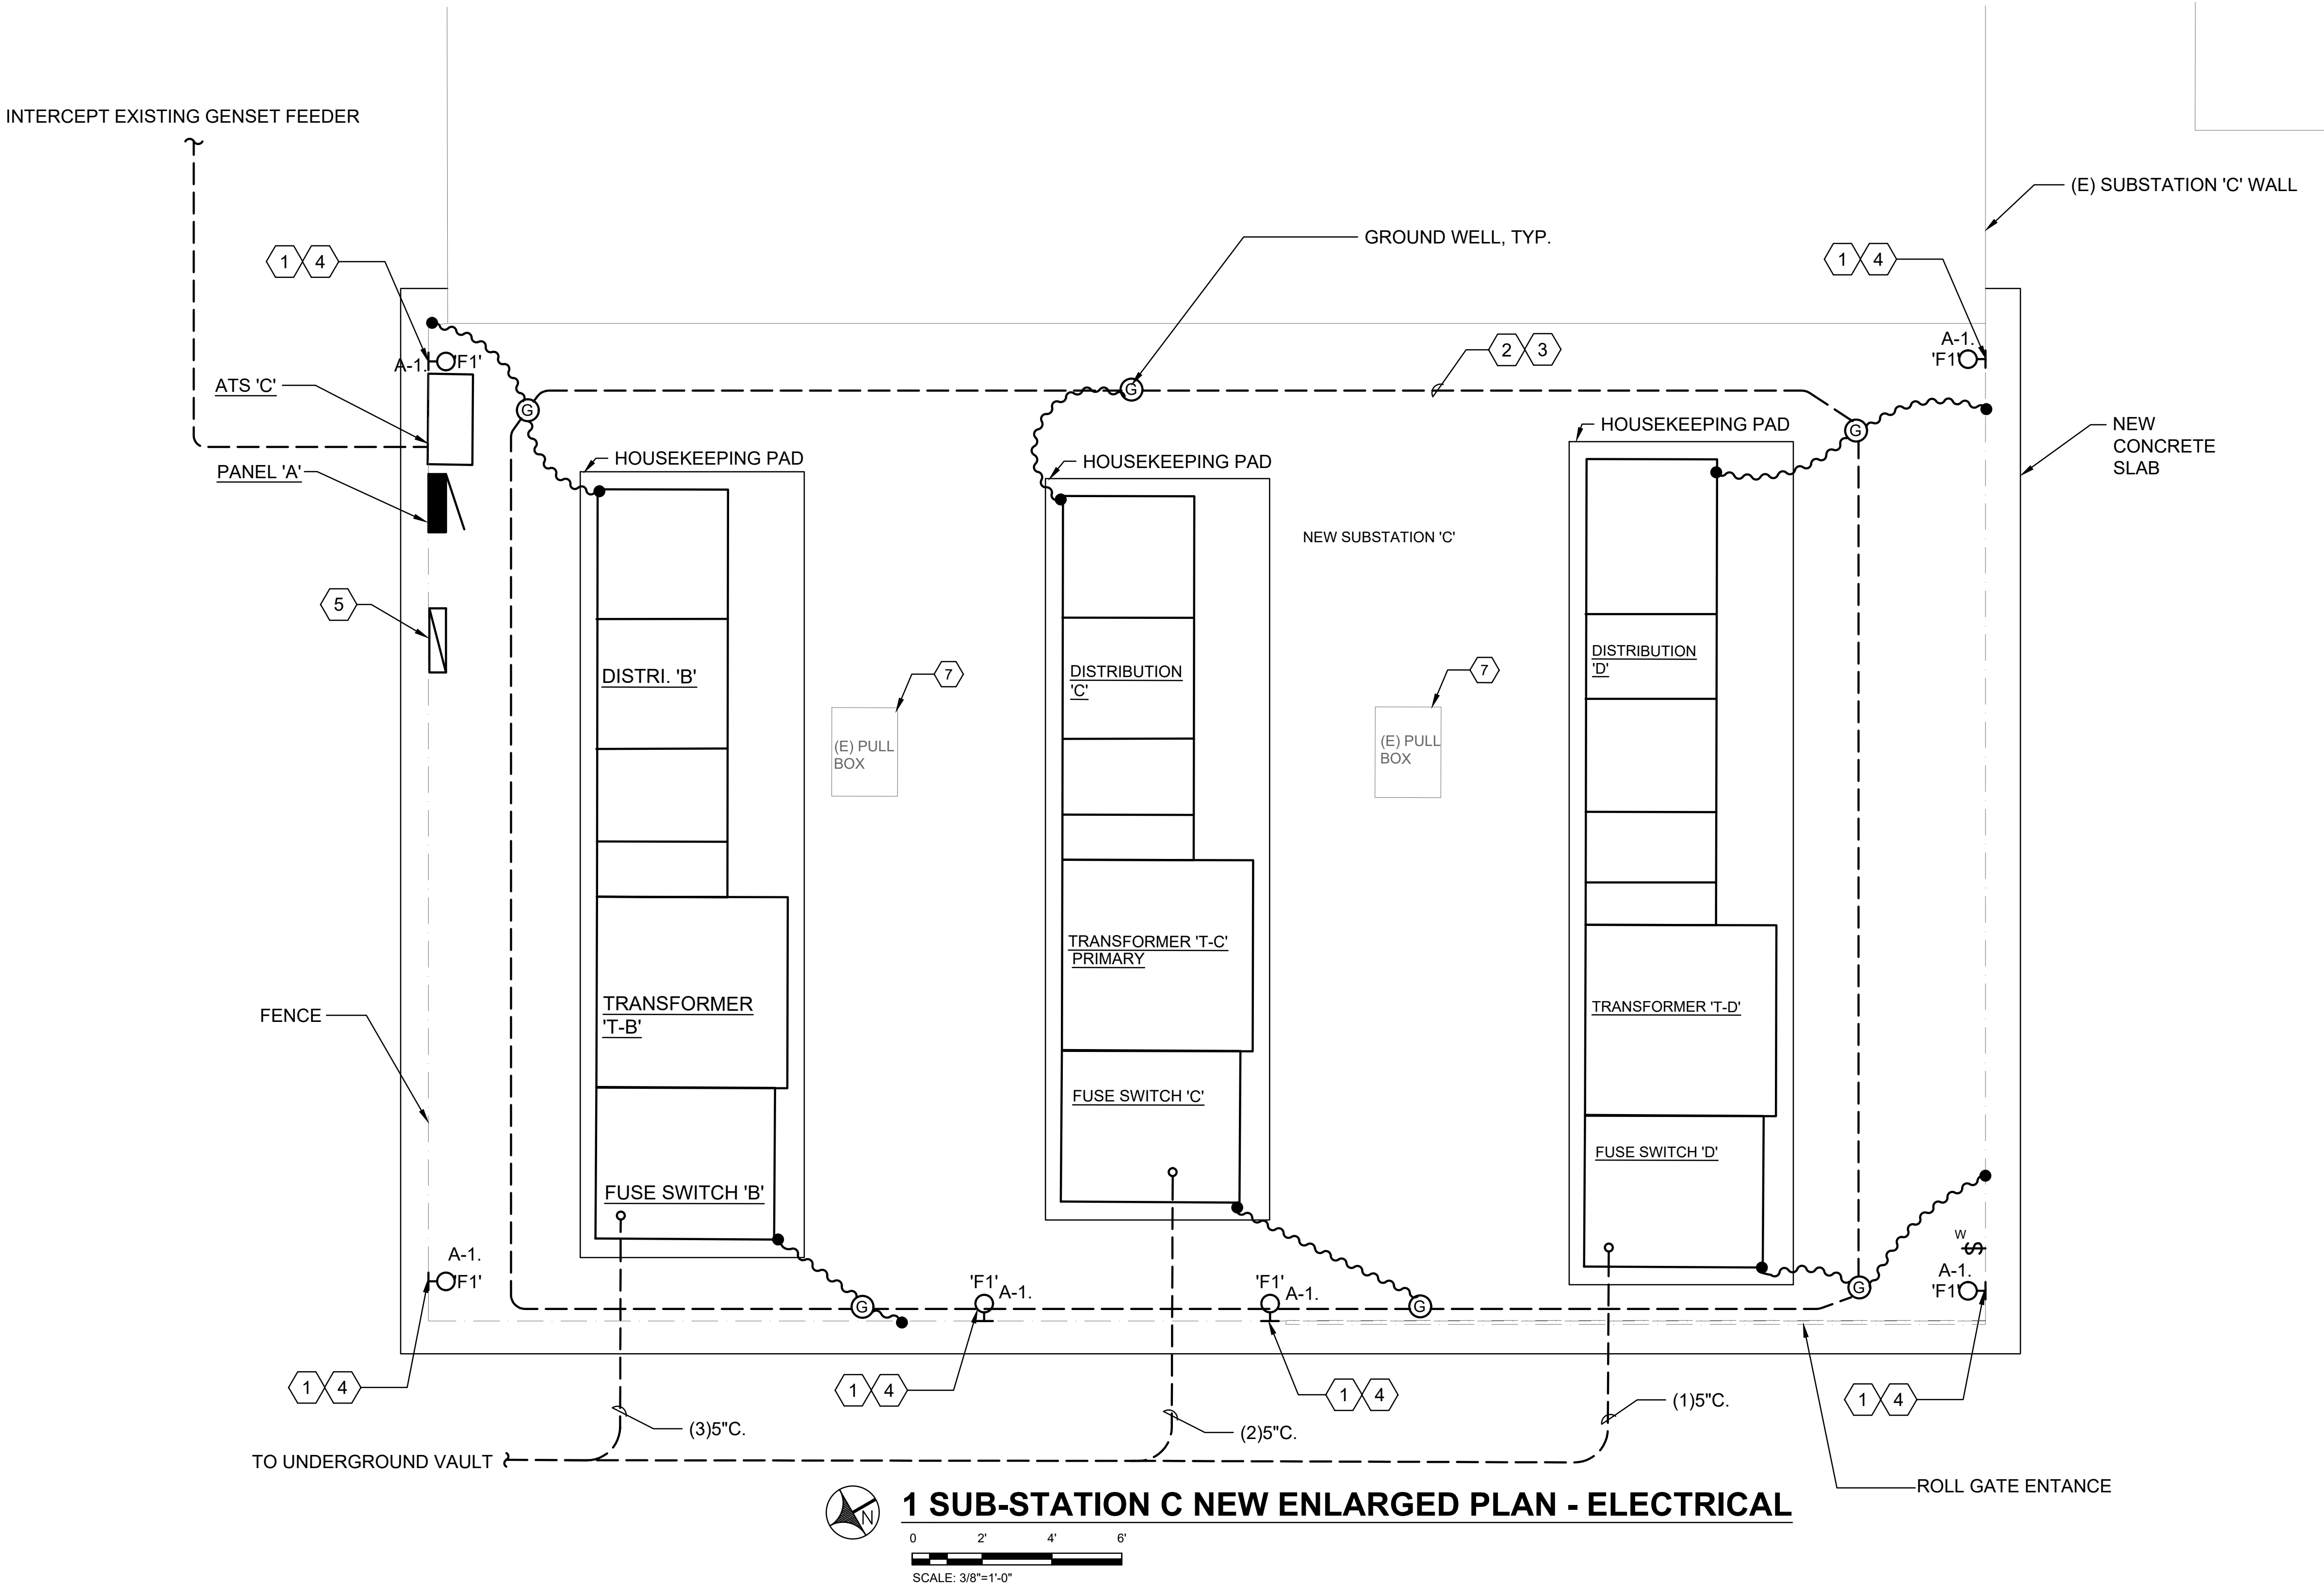 INTERCEPT EXISTING GENSET FEEDER
(E) SUBSTATION 'C' WALL
GROUND WELL, TYP.
1 4
1 4
A-1.
'F1'
2 3
A-1. 'F1'
ATS 'C'
G
G
G
HOUSEKEEPING PAD
NEW
CONCRETE
SLAB
PANEL 'A'
HOUSEKEEPING PAD
HOUSEKEEPING PAD
NEW SUBSTATION 'C'
5
DISTRI. 'B'
7
DISTRIBUTION
'C'
7
DISTRIBUTION
'D'
(E) PULL
BOX
(E) PULL
BOX
TRANSFORMER 'T-C'
PRIMARY
TRANSFORMER
'T-B'
TRANSFORMER 'T-D'
FENCE
FUSE SWITCH 'C'
FUSE SWITCH 'D'
FUSE SWITCH 'B'
W
$
A-1.
'F1'
A-1.
'F1'
'F1' A-1.
'F1' A-1.
G
G
G
1 4
1 4
1 4
1 4
(3)5"C.
(2)5"C.
(1)5"C.
TO UNDERGROUND VAULT
ROLL GATE ENTANCE
N
1 SUB-STATION C NEW ENLARGED PLAN - ELECTRICAL
0 2' 4' 6'
SCALE: 3/8"=1'-0"